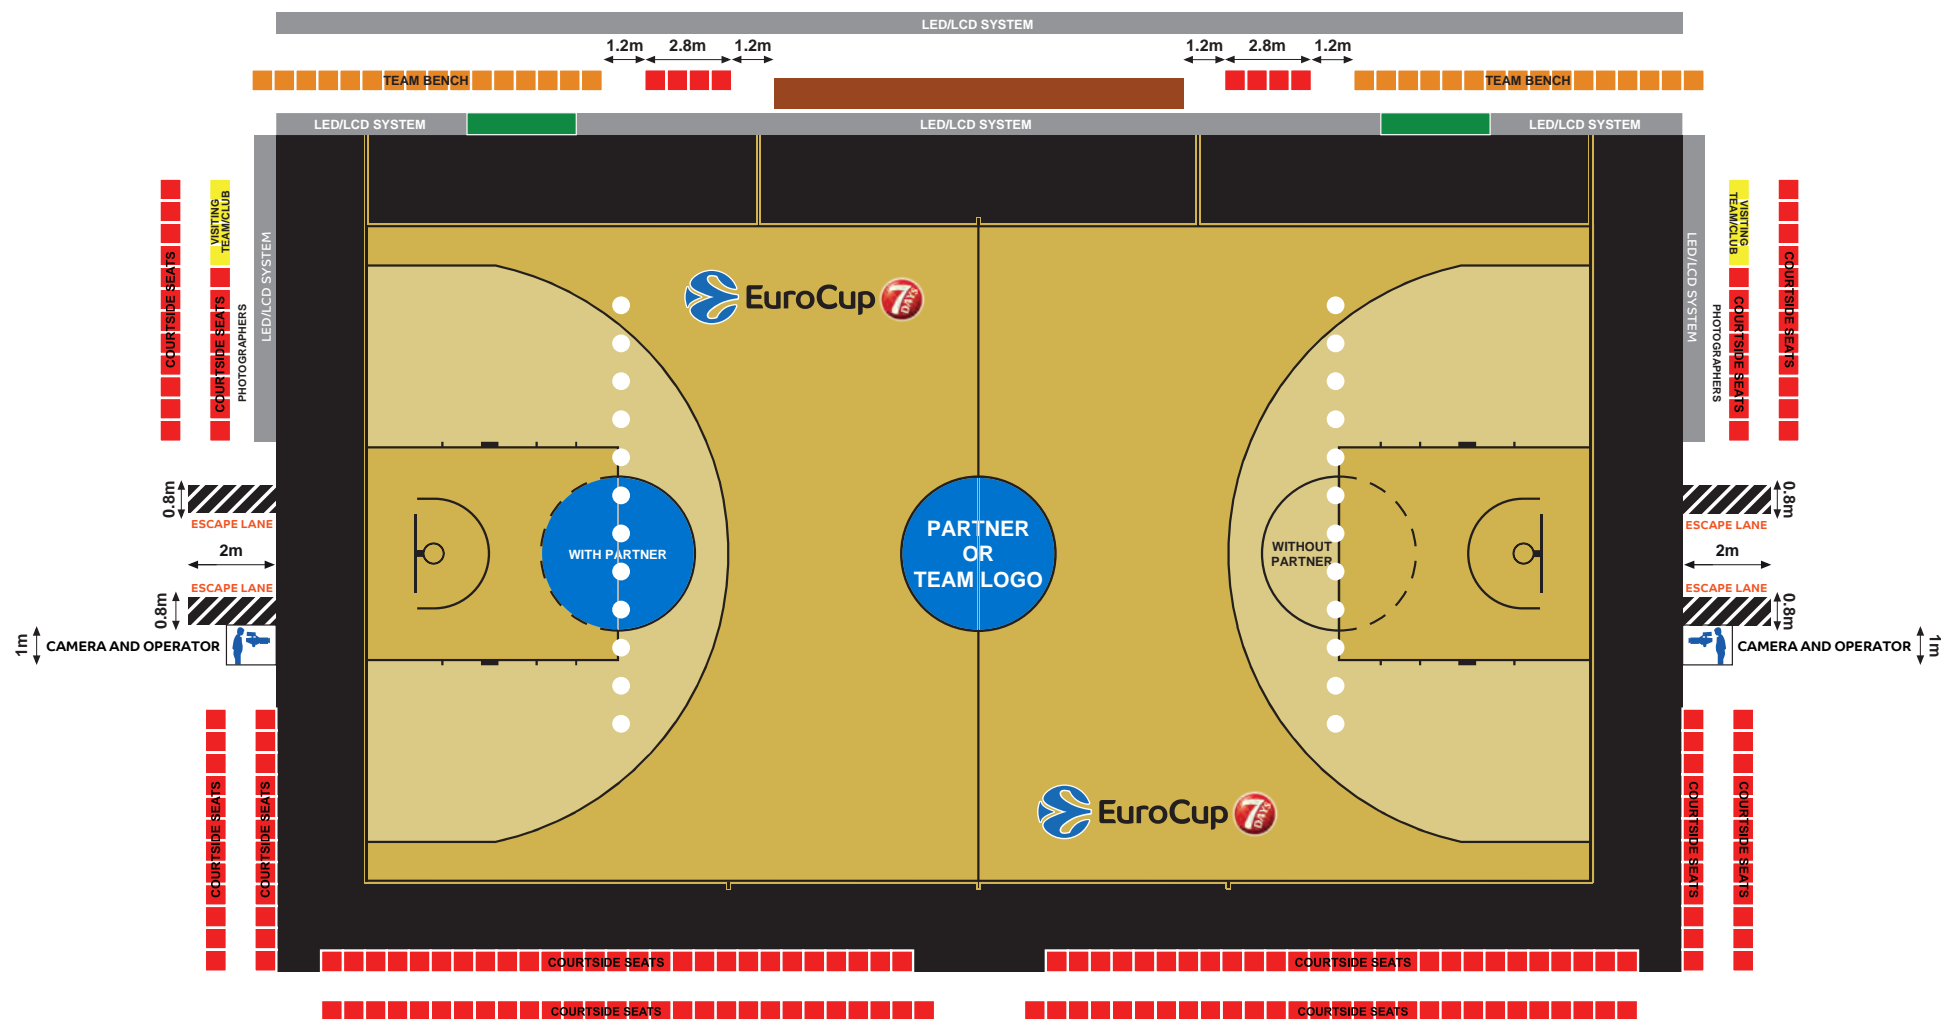 LED/LCD SYSTEM
1.2m 2.8m 1.2m
1.2m 2.8m 1.2m
TEAM BENCH
TEAM BENCH
LED/LCD SYSTEM
LED/LCD SYSTEM
LED/LCD SYSTEM
COURTSIDE SEATS
VISITING
TEAM/CLUB
COURTSIDE SEATS
PHOTOGRAPHERS
LED/LCD SYSTEM
EuroCup 7DAYS
LED/LCD SYSTEM
PHOTOGRAPHERS
VISITING
TEAM/CLUB
COURTSIDE SEATS
COURTSIDE SEATS
0.8m
ESCAPE LANE
2m
ESCAPE LANE
0.8m
1m
CAMERA AND OPERATOR
WITH PARTNER
PARTNER
OR
TEAM LOGO
WITHOUT
PARTNER
0.8m
ESCAPE LANE
2m
ESCAPE LANE
0.8m
CAMERA AND OPERATOR
1m
EuroCup 7DAYS
COURTSIDE SEATS
COURTSIDE SEATS
COURTSIDE SEATS
COURTSIDE SEATS
COURTSIDE SEATS
COURTSIDE SEATS
COURTSIDE SEATS
COURTSIDE SEATS